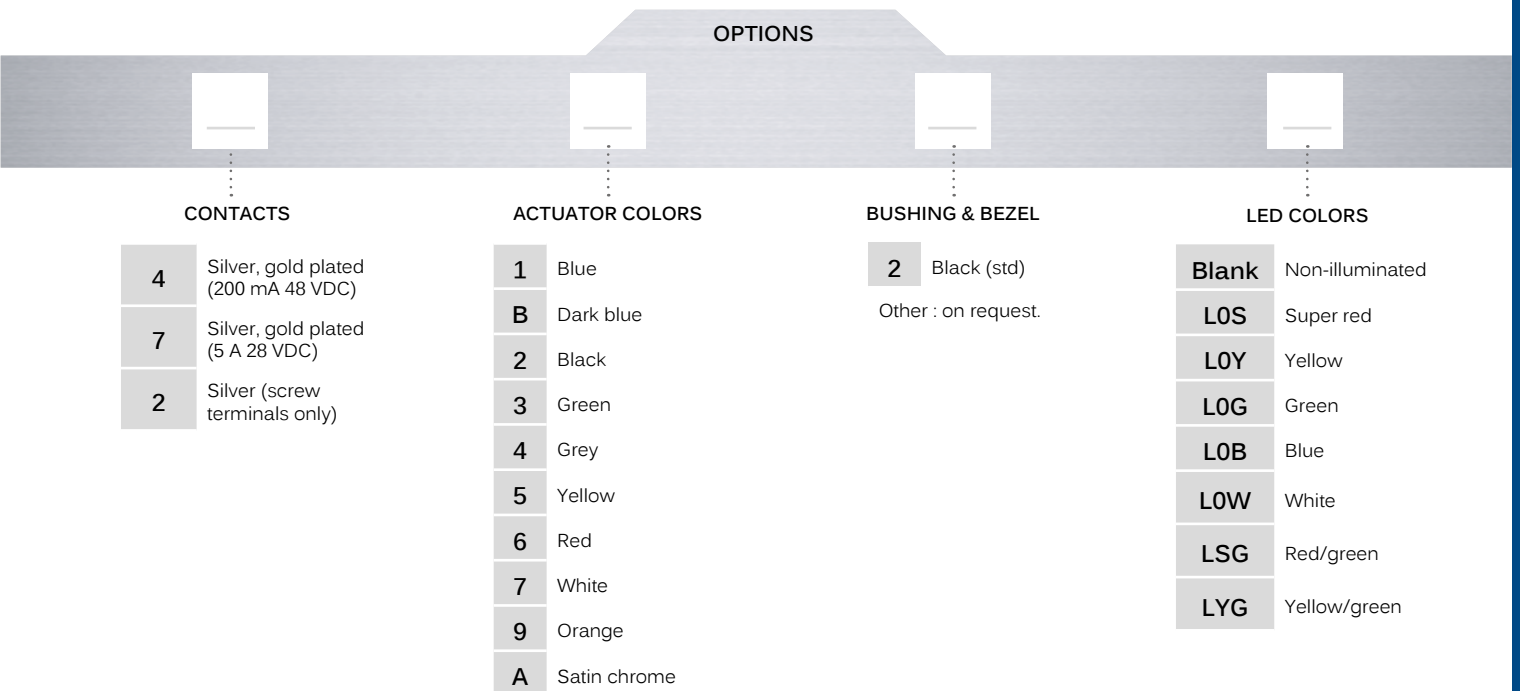 OPTIONS
CONTACTS
4 Silver, gold plated
(200 mA 48 VDC)
7 Silver, gold plated
(5 A 28 VDC)
2 Silver (screw
terminals only)
ACTUATOR COLORS
1 Blue
B Dark blue
2 Black
3 Green
4 Grey
5 Yellow
6 Red
7 White
9 Orange
A Satin chrome
BUSHING & BEZEL
2 Black (std)
Other : on request.
LED COLORS
Blank Non-illuminated
L0S Super red
L0Y Yellow
L0G Green
L0B Blue
L0W White
LSG Red/green
LYG Yellow/green